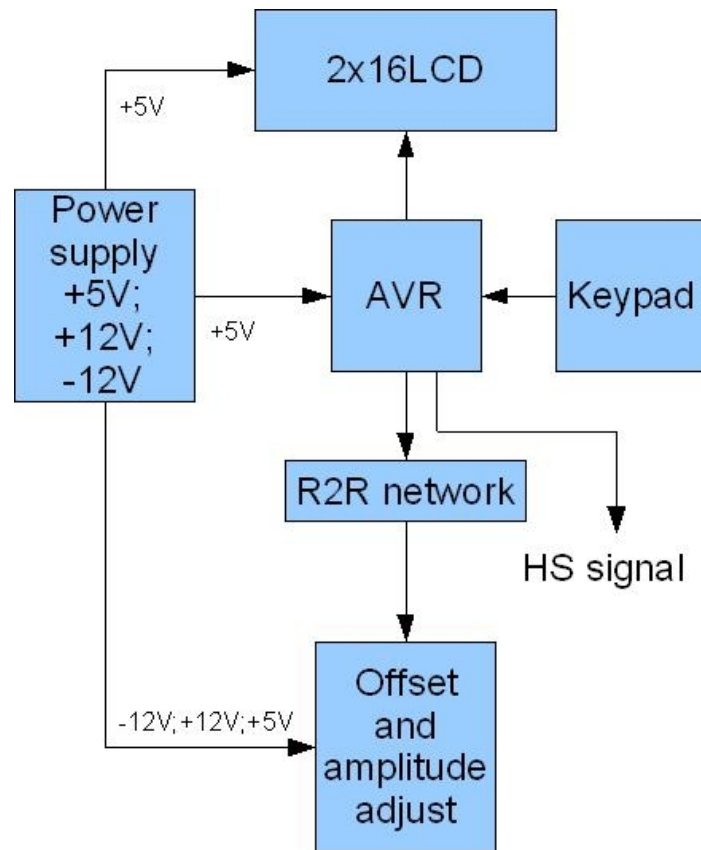 2x16LCD
+5V
Power
supply
+5V;
+12V;
-12V
+5V
AVR
Keypad
R2R network
HS signal
-12V;+12V;+5V
Offset
and
amplitude
adjust